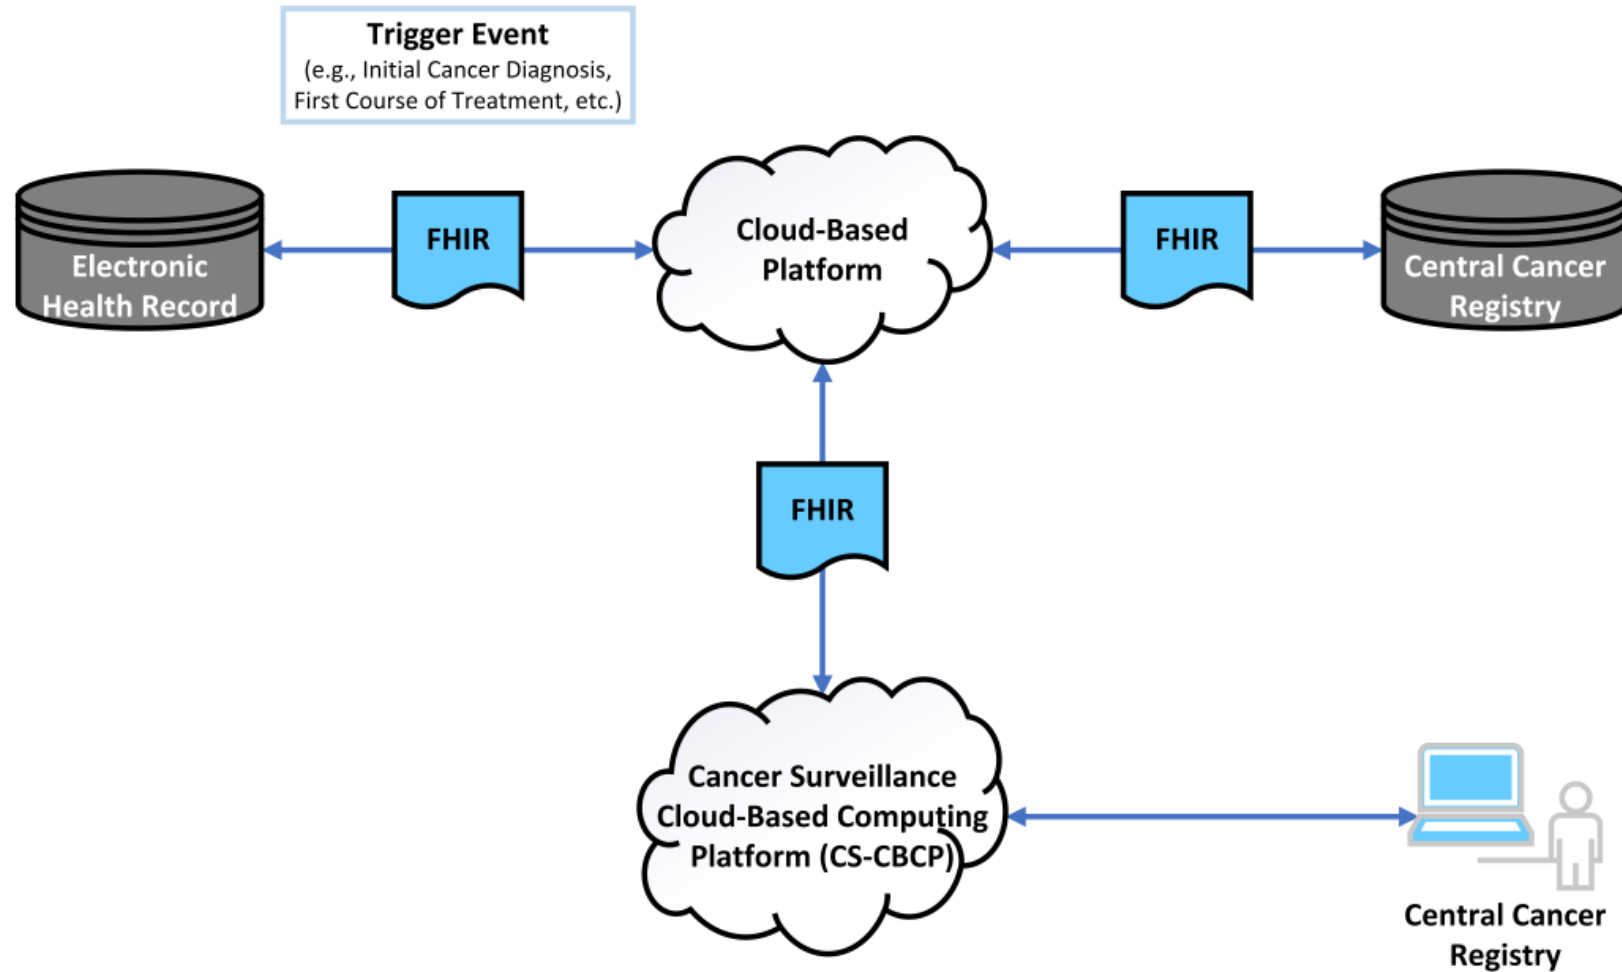 Trigger Event
(e.g., Initial Cancer Diagnosis,
First Course of Treatment, etc.)
Electronic
Health Record
FHIR
Cloud-Based
Platform
FHIR
Central Cancer
Registry
FHIR
Cancer Surveillance
Cloud-Based Computing
Platform (CS-CBCP)
Central Cancer
Registry